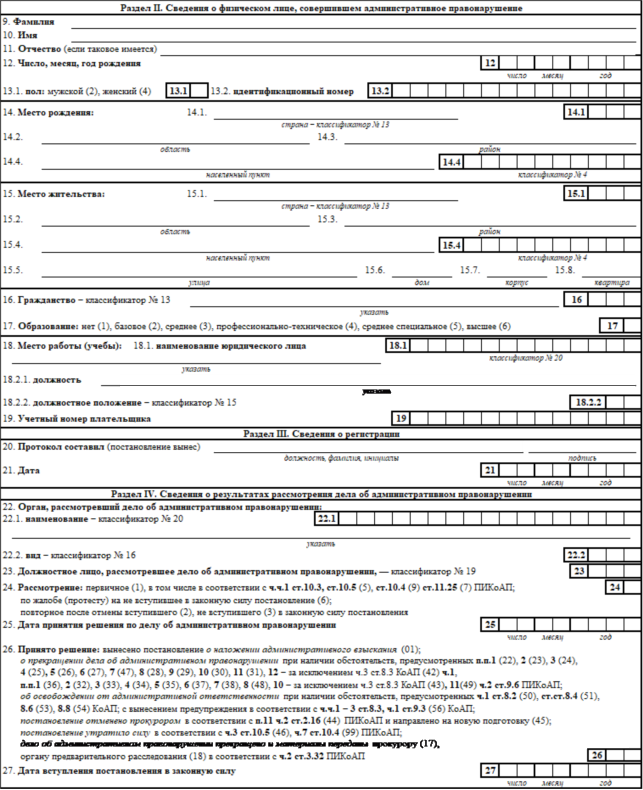 Раздел II. Сведения о физическом лице, совершившем административное правонарушение
9. Фамилия
10. Имя
11. Отчество (если таковое имеется)
12. Число, месяц, год рождения 12
число месяц год
13.1. пол: мужской (2), женский (4) 13.1 13.2. идентификационный номер 13.2
14. Место рождения: 14.1. 14.1
страна – классификатор № 13
14.2. 14.3.
область район
14.4. 14.4
населенный пункт классификатор № 4
15. Место жительства: 15.1. 15.1
страна – классификатор № 13
15.2. 15.3.
область район
15.4. 15.4
населенный пункт классификатор № 4
15.5. 15.6. 15.7. 15.8.
улица дом корпус квартира
16. Гражданство – классификатор № 13 16
указать
17. Образование: нет (1), базовое (2), среднее (3), профессионально-техническое (4), среднее специальное (5), высшее (6) 17
18. Место работы (учебы): 18.1. наименование юридического лица 18.1
классификатор № 20
указать
18.2.1. должность
указать
18.2.2. должностное положение – классификатор № 15 18.2.2
19. Учетный номер плательщика 19
Раздел III. Сведения о регистрации
20. Протокол составил (постановление вынес)
должность, фамилия, инициалы подпись
21. Дата 21
число месяц год
Раздел IV. Сведения о результатах рассмотрения дела об административном правонарушении
22. Орган, рассмотревший дело об административном правонарушении:
22.1. наименование – классификатор № 20 22.1
указать
22.2. вид – классификатор № 16 22.2
23. Должностное лицо, рассмотревшее дело об административном правонарушении, — классификатор № 19 23
24. Рассмотрение: первичное (1), в том числе в соответствии с ч.ч.1 ст.10.3, ст.10.5 (5), ст.10.4 (9) ст.11.25 (7) ПИКоАП; 24
по жалобе (протесту) на не вступившее в законную силу постановление (6);
повторное после отмены вступившего (2), не вступившего (3) в законную силу постановления
25. Дата принятия решения по делу об административном правонарушении 25
число месяц год
26. Принято решение: вынесено постановление о наложении административного взыскания (01);
о прекращении дела об административном правонарушении при наличии обстоятельств, предусмотренных п.п.1 (22), 2 (23), 3 (24),
4 (25), 5 (26), 6 (27), 7 (47), 8 (28), 9 (29), 10 (30), 11 (31), 12 – за исключением ч.3 ст.8.3 КоАП (42) ч.1,
п.п.1 (36), 2 (32), 3 (33), 4 (34), 5 (35), 6 (37), 7 (38), 8 (48), 10 – за исключением ч.3 ст.8.3 КоАП (43), 11(49) ч.2 ст.9.6 ПИКоАП;
об освобождении от административной ответственности при наличии обстоятельств, предусмотренных ч.1 ст.8.2 (50), ст.ст.8.4 (51),
8.6 (53), 8.8 (54) КоАП; с вынесением предупреждения в соответствии с ч.ч.1 – 3 ст.8.3, ч.1 ст.9.3 (56) КоАП;
постановление отменено прокурором в соответствии с п.11 ч.2 ст.2.16 (44) ПИКоАП и направлено на новую подготовку (45);
постановление утратило силу в соответствии с ч.3 ст.10.5 (46), ч.7 ст.10.4 (99) ПИКоАП;
дело об административном правонарушении прекращено и материалы переданы прокурору (17),
органу предварительного расследования (18) в соответствии с ч.2 ст.3.32 ПИКоАП 26
27. Дата вступления постановления в законную силу 27
число месяц год